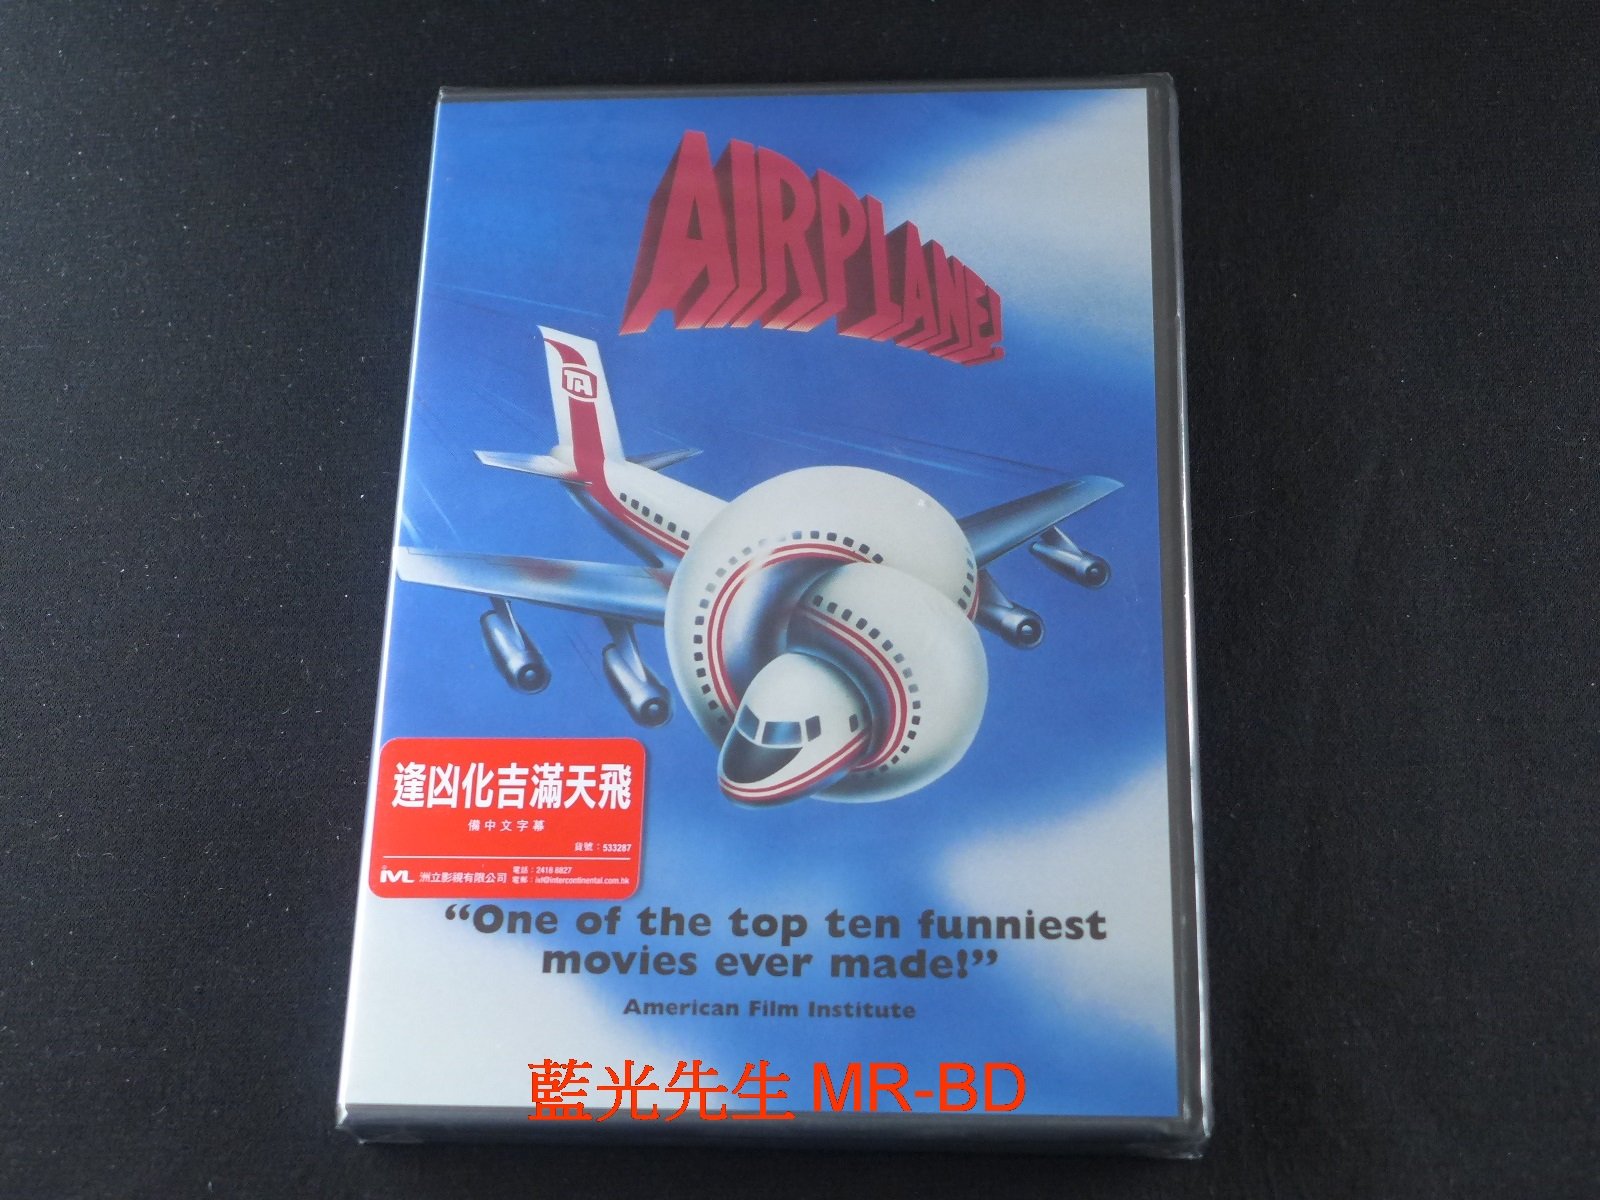 AIRPLANE!
TA
逢凶化吉滿天飛
備中文字幕
貨號：533287
IVL 洲立影視有限公司
電話：2418 8827
電郵：ivl@intercontinental.com.hk
“One of the top ten funniest
movies ever made!”
American Film Institute
藍光先生 MR-BD